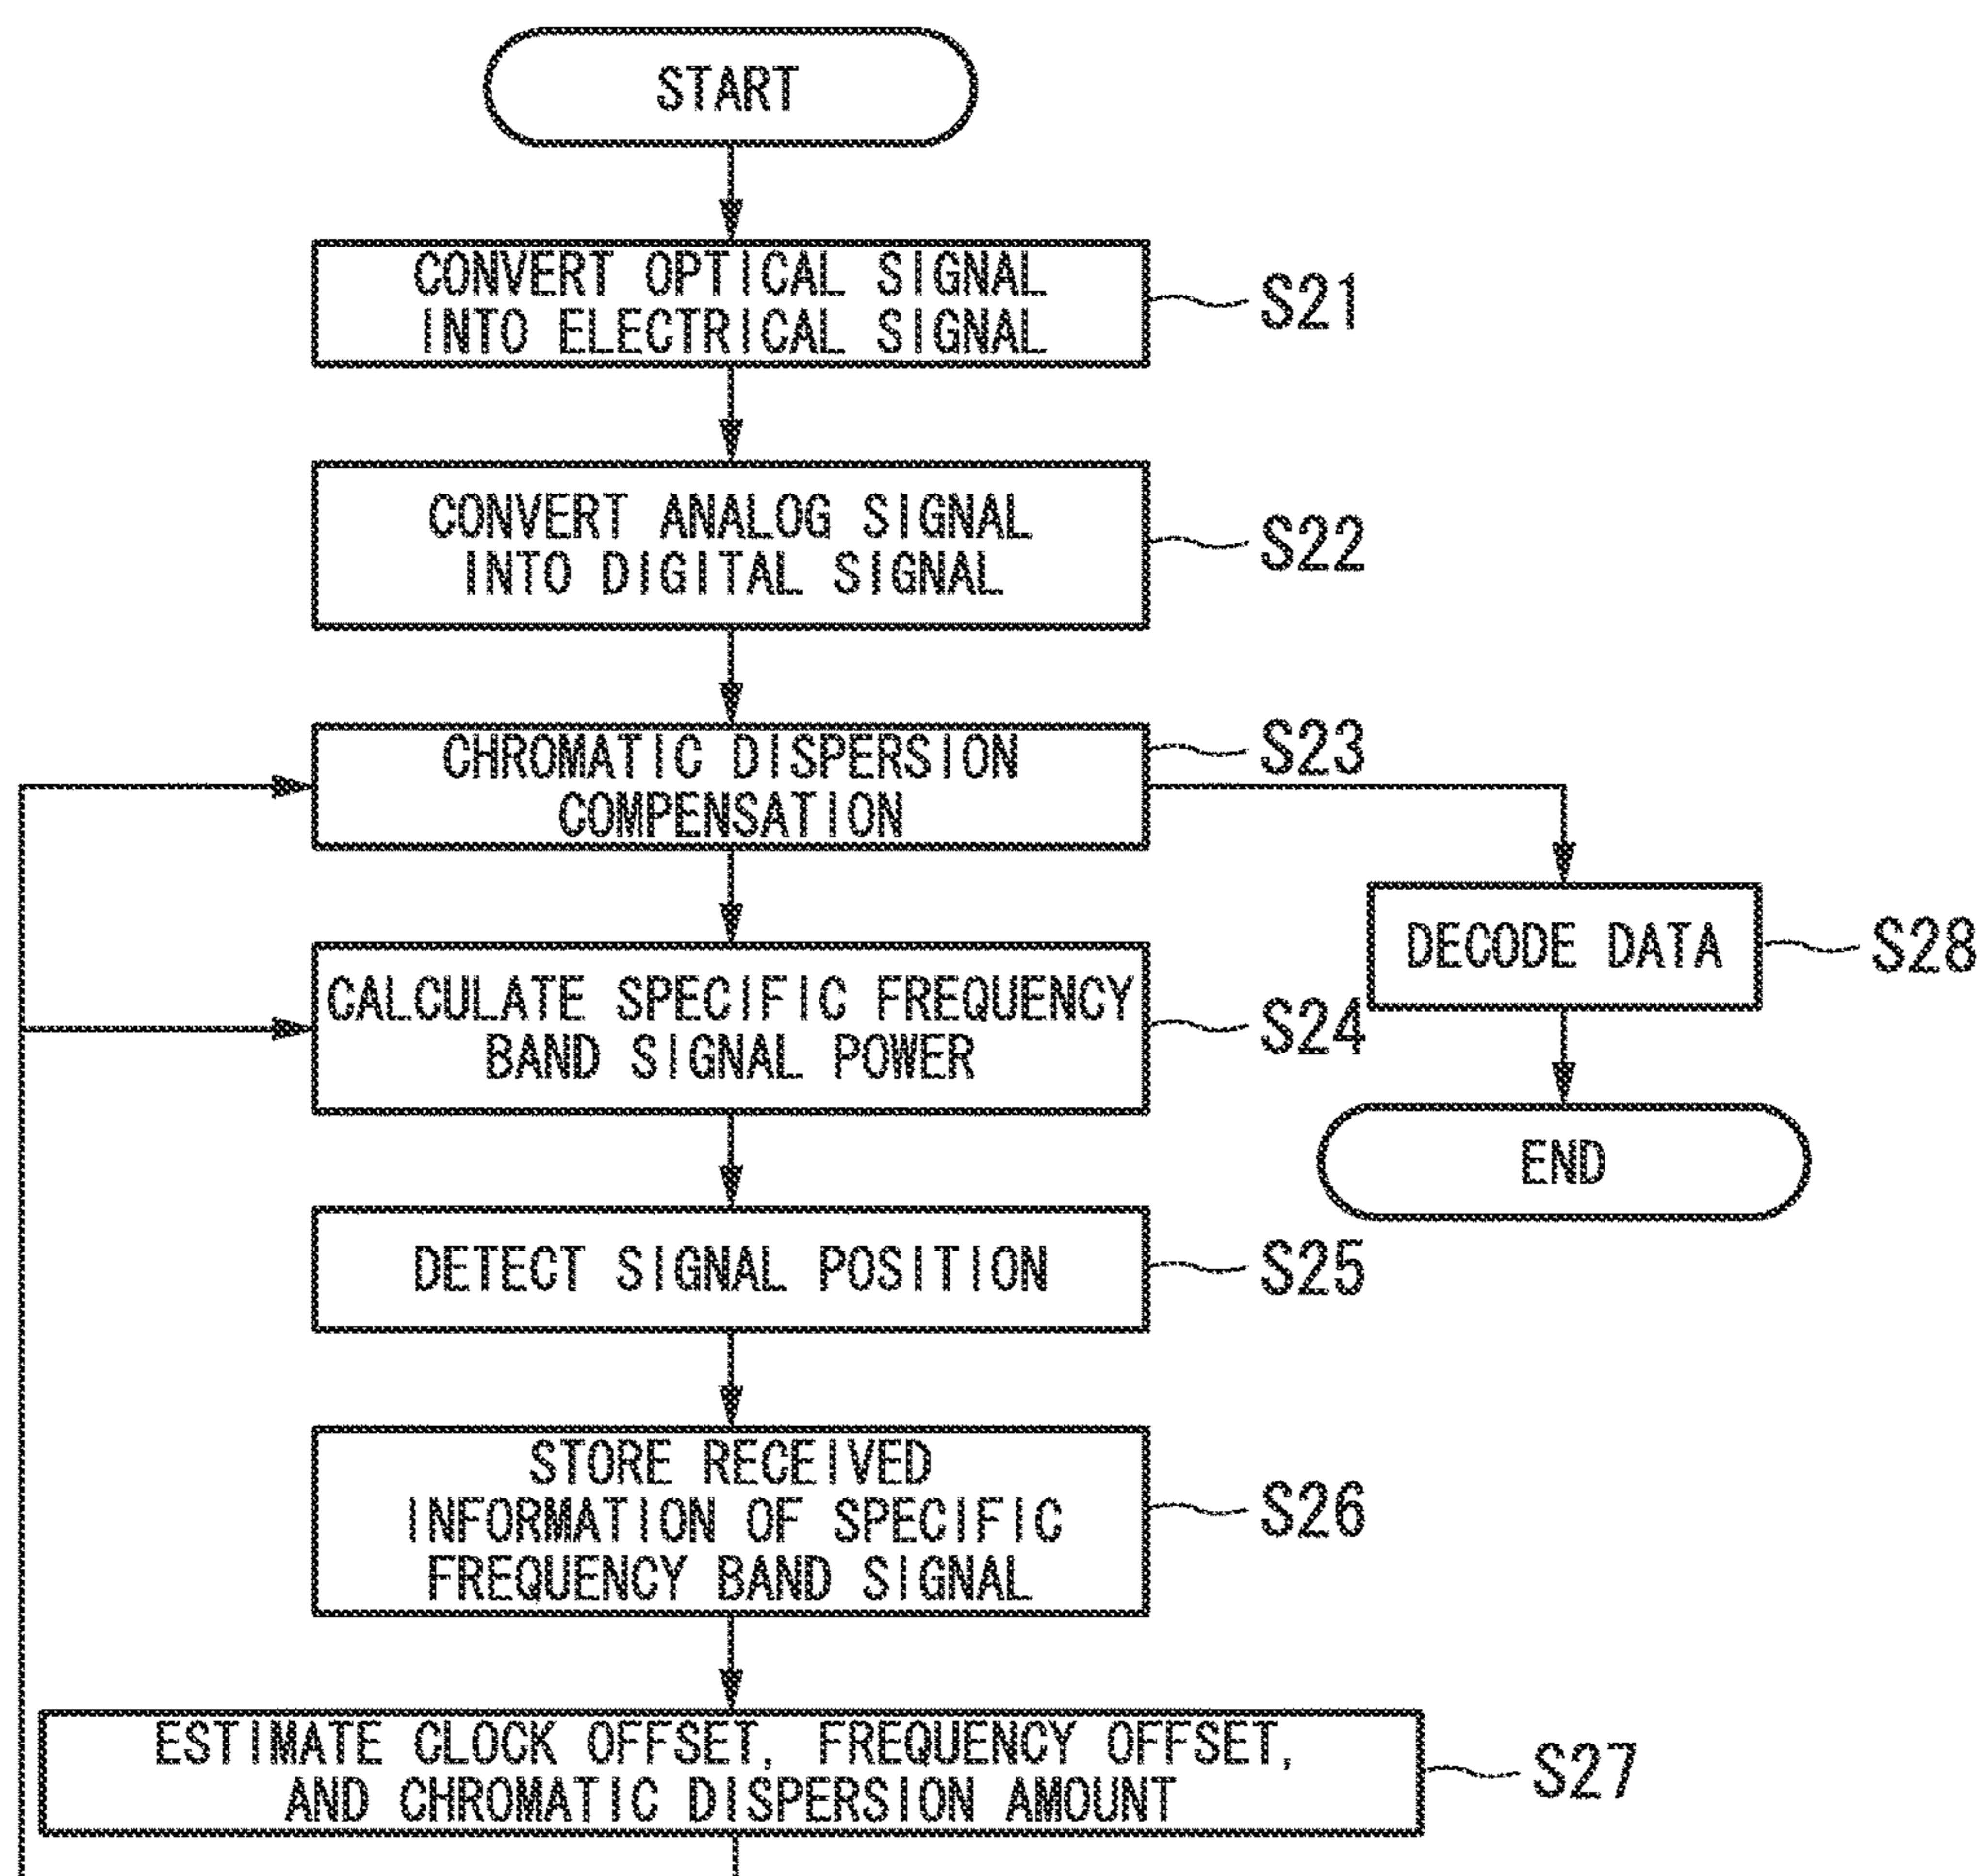 START
CONVERT OPTICAL SIGNAL
INTO ELECTRICAL SIGNAL
S21
CONVERT ANALOG SIGNAL
INTO DIGITAL SIGNAL
S22
CHROMATIC DISPERSION
COMPENSATION
S23
CALCULATE SPECIFIC FREQUENCY
BAND SIGNAL POWER
S24
DECODE DATA
S28
END
DETECT SIGNAL POSITION
S25
STORE RECEIVED
INFORMATION OF SPECIFIC
FREQUENCY BAND SIGNAL
S26
ESTIMATE CLOCK OFFSET, FREQUENCY OFFSET,
AND CHROMATIC DISPERSION AMOUNT
S27